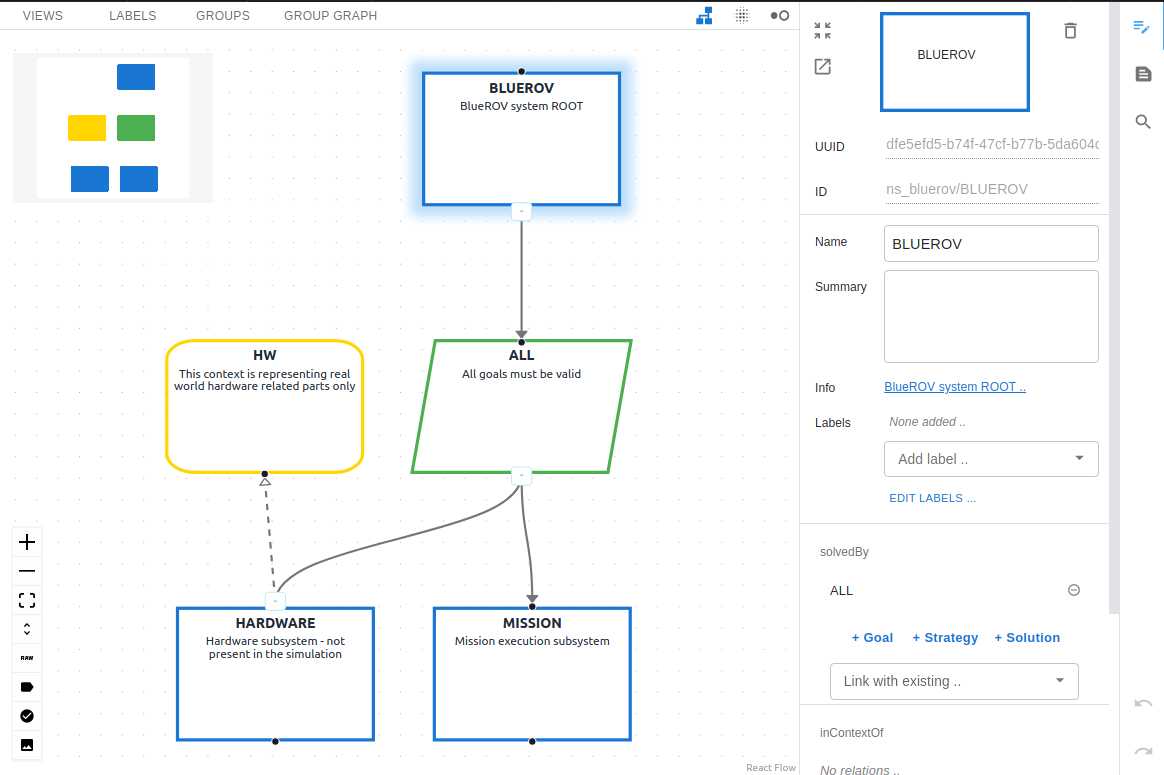 VIEWS
LABELS
GROUPS
GROUP GRAPH
BLUEROV
BlueROV system ROOT
HW
This context is representing real
world hardware related parts only
ALL
All goals must be valid
-
-
-
HARDWARE
Hardware subsystem - not
present in the simulation
MISSION
Mission execution subsystem
RAW
React Flow
BLUEROV
UUID
dfe5efd5-b74f-47cf-b77b-5da604c
ID
ns_bluerov/BLUEROV
Name
BLUEROV
Summary
Info
BlueROV system ROOT ..
Labels
None added ..
Add label ..
EDIT LABELS ...
solvedBy
ALL
+ Goal
+ Strategy
+ Solution
Link with existing ..
inContextOf
No relations ..